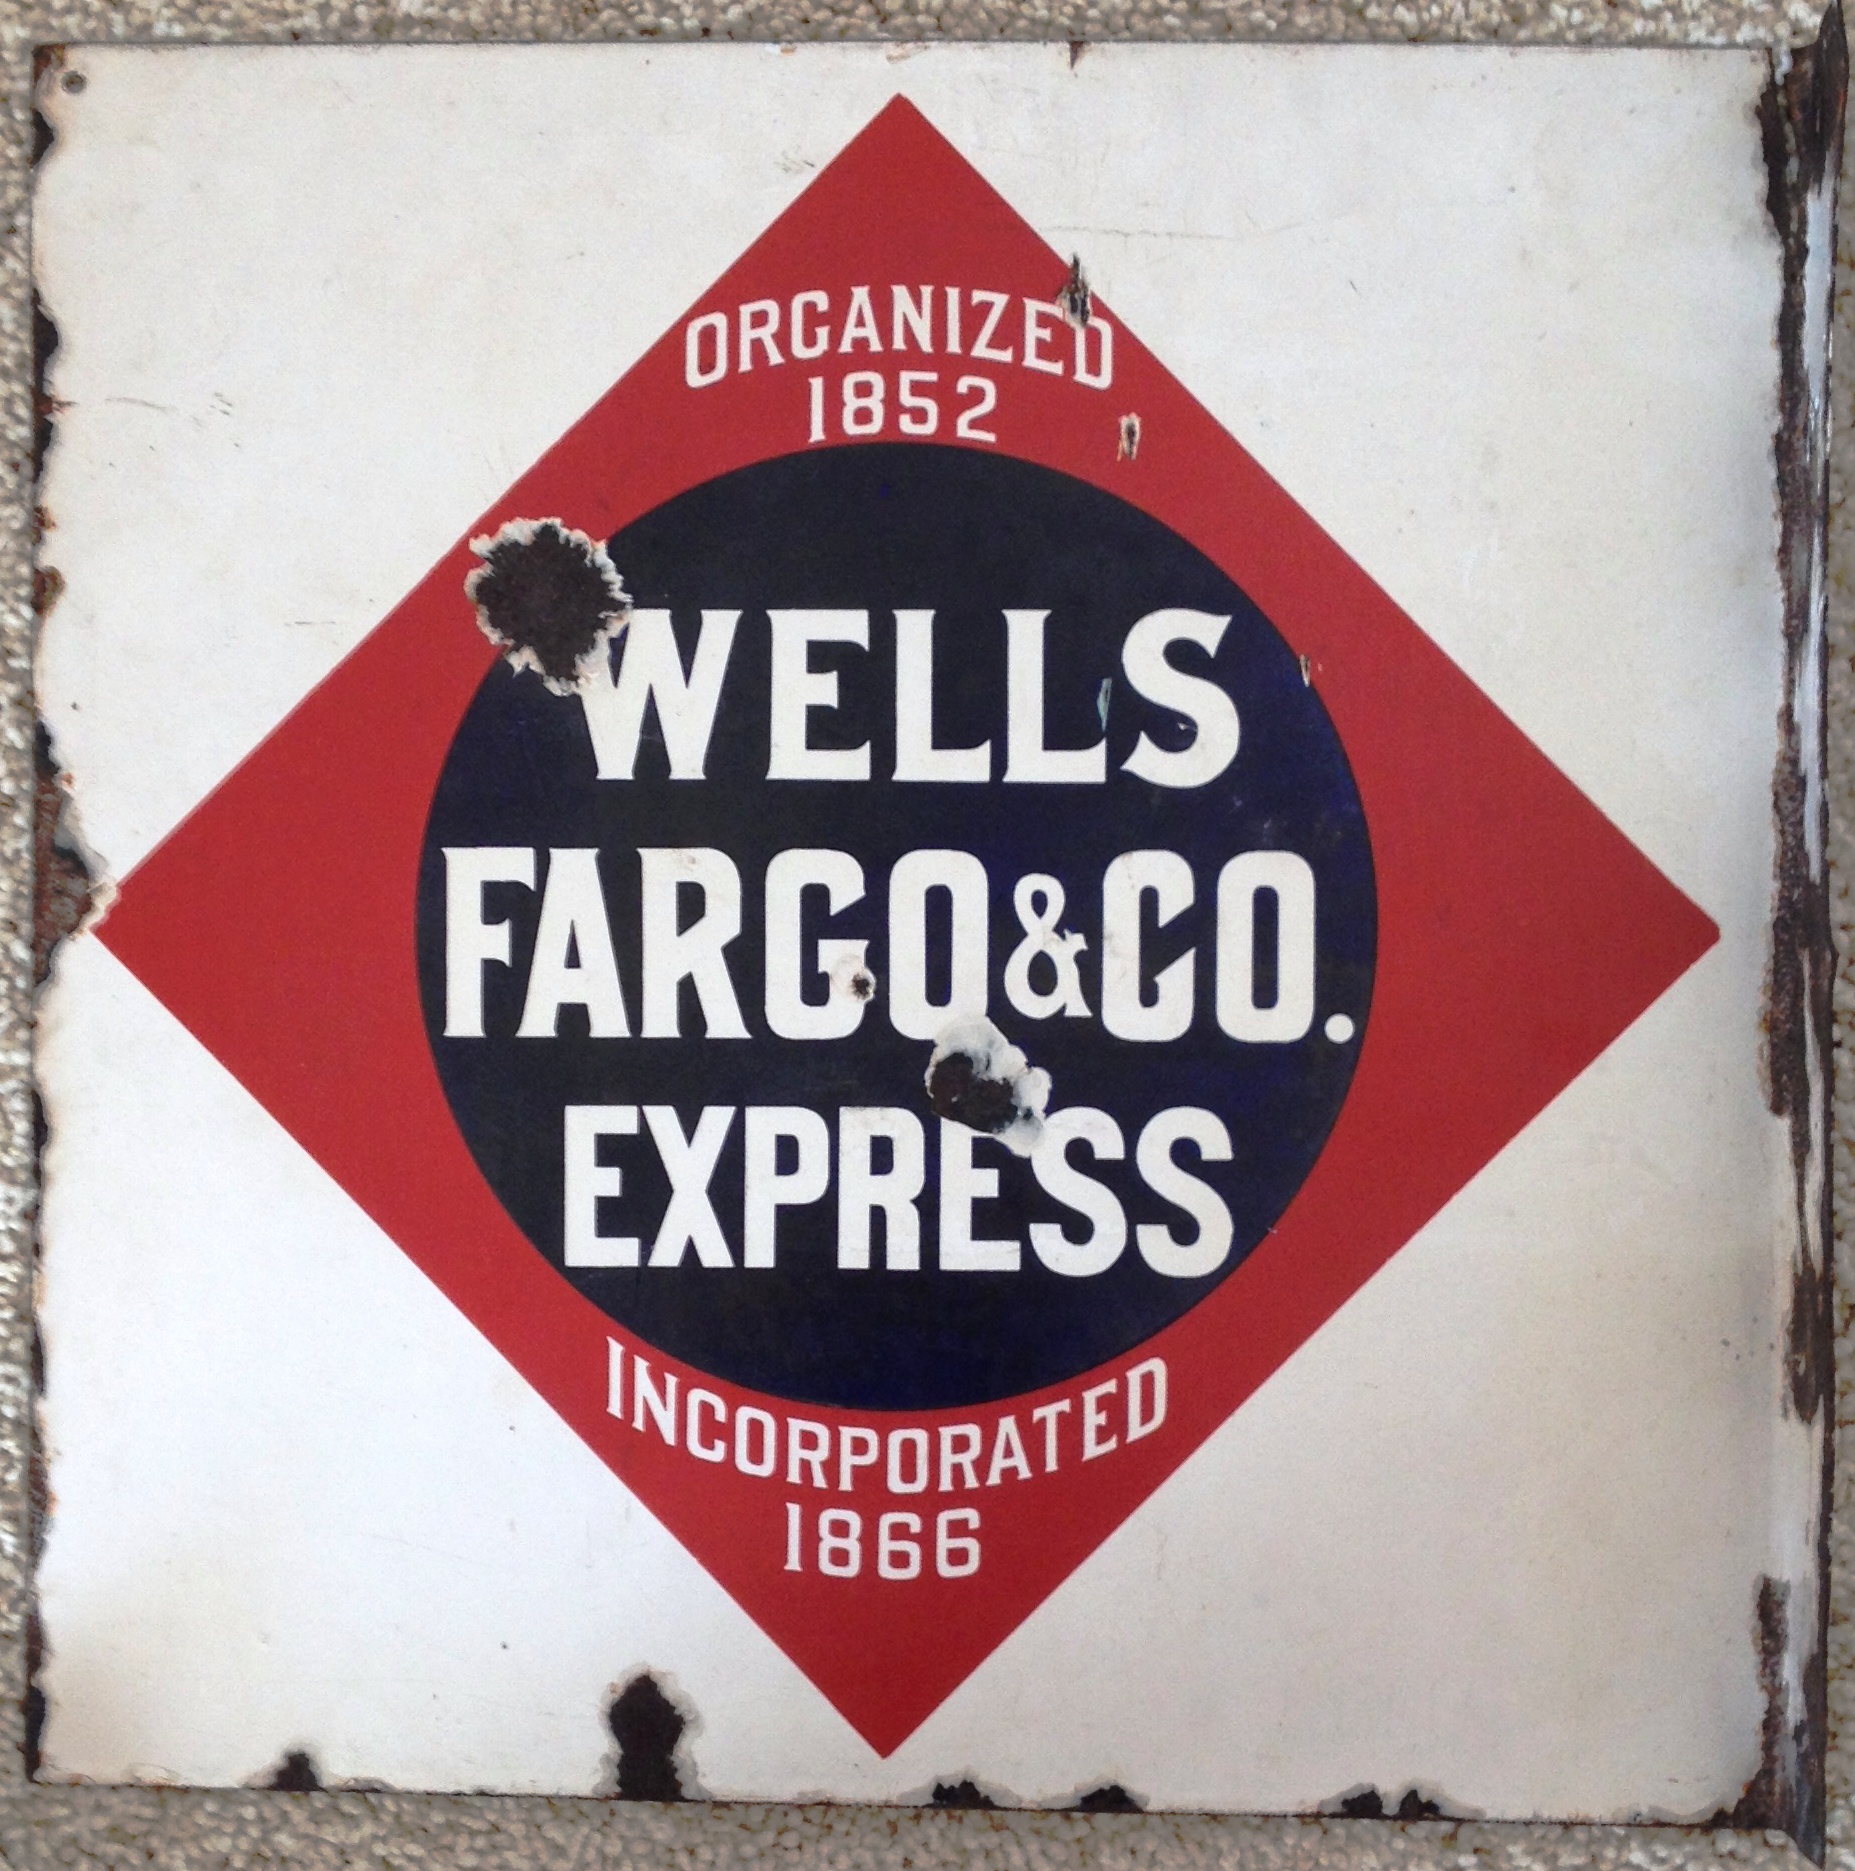 ORGANIZED
1852
WELLS
FARGO & CO.
EXPRESS
INCORPORATED
1866